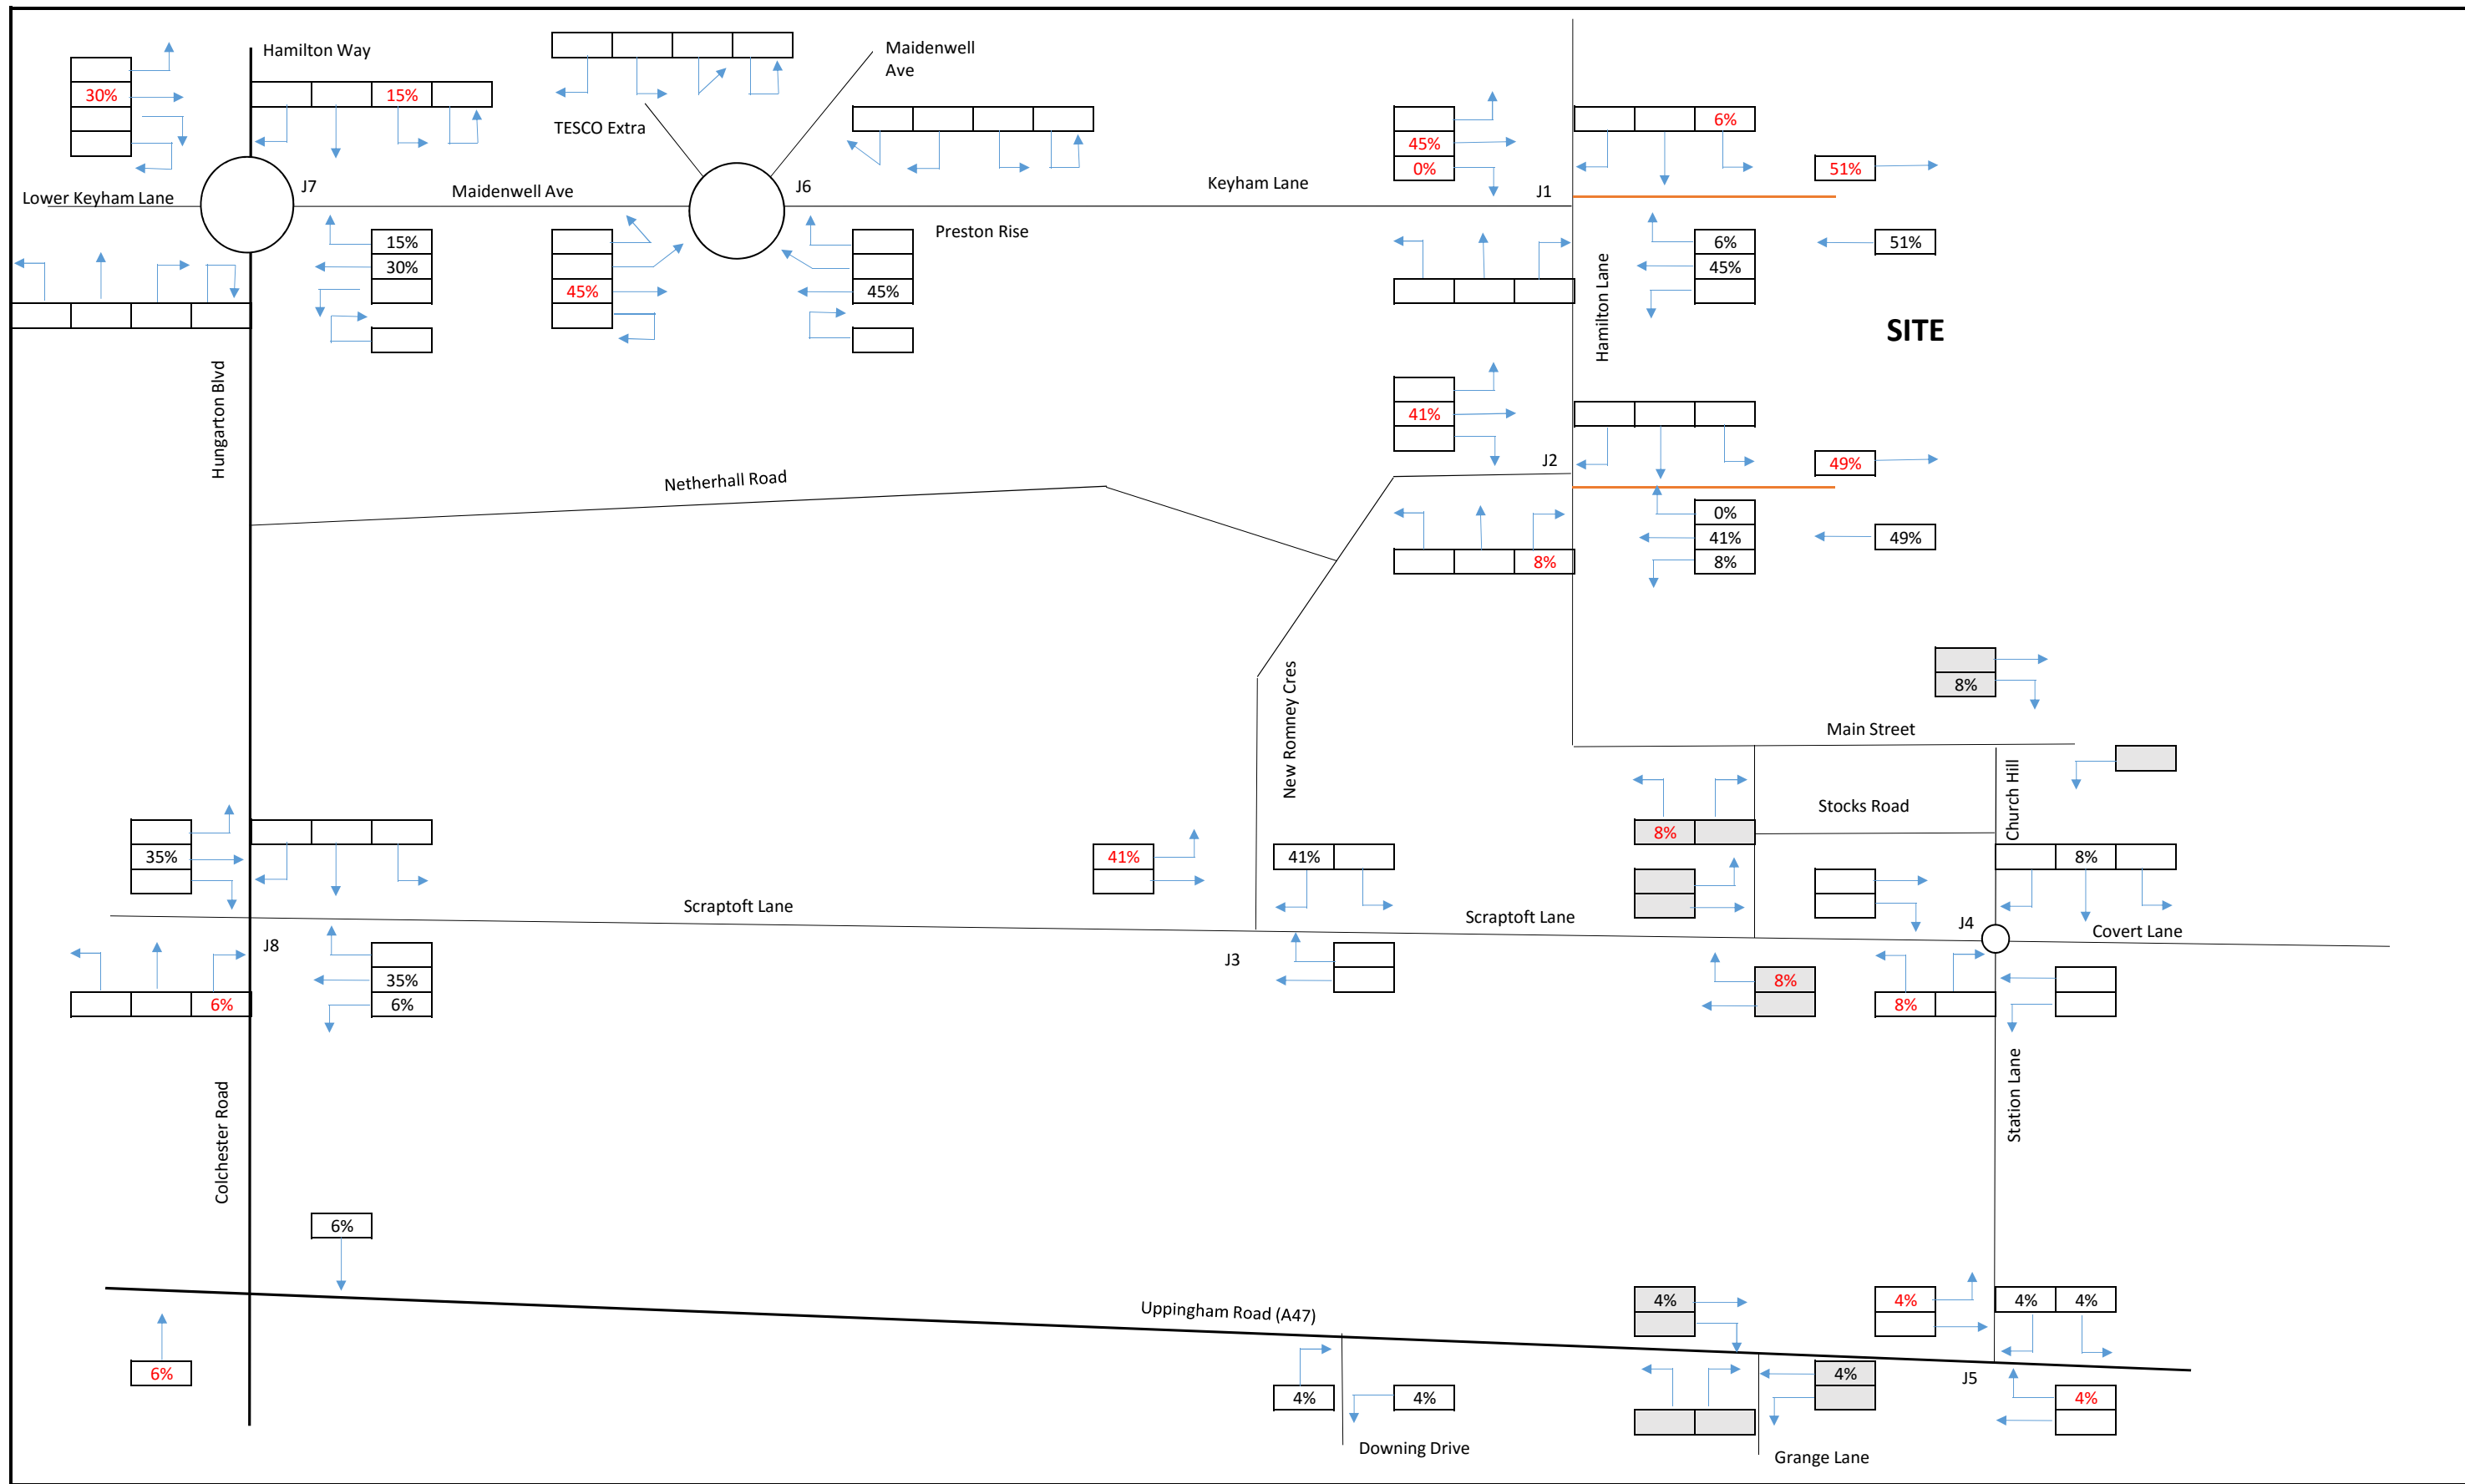 Hamilton Way
Maidenwell
Ave
30%
15%
TESCO Extra
6%
45%
0%
51%
Lower Keyham Lane
J7
Maidenwell Ave
J6
Keyham Lane
J1
Preston Rise
15%
30%
45%
45%
6%
45%
51%
Hamilton Lane
SITE
Hungarton Blvd
41%
J2
49%
Netherhall Road
0%
41%
8%
49%
8%
New Romney Cres
8%
Main Street
Church Hill
Stocks Road
8%
35%
41%
41%
8%
Scraptoft Lane
Scraptoft Lane
J4
Covert Lane
J8
J3
35%
6%
6%
8%
8%
Station Lane
Colchester Road
6%
Uppingham Road (A47)
4%
4%
4%
4%
6%
4%
4%
4%
J5
4%
Downing Drive
Grange Lane